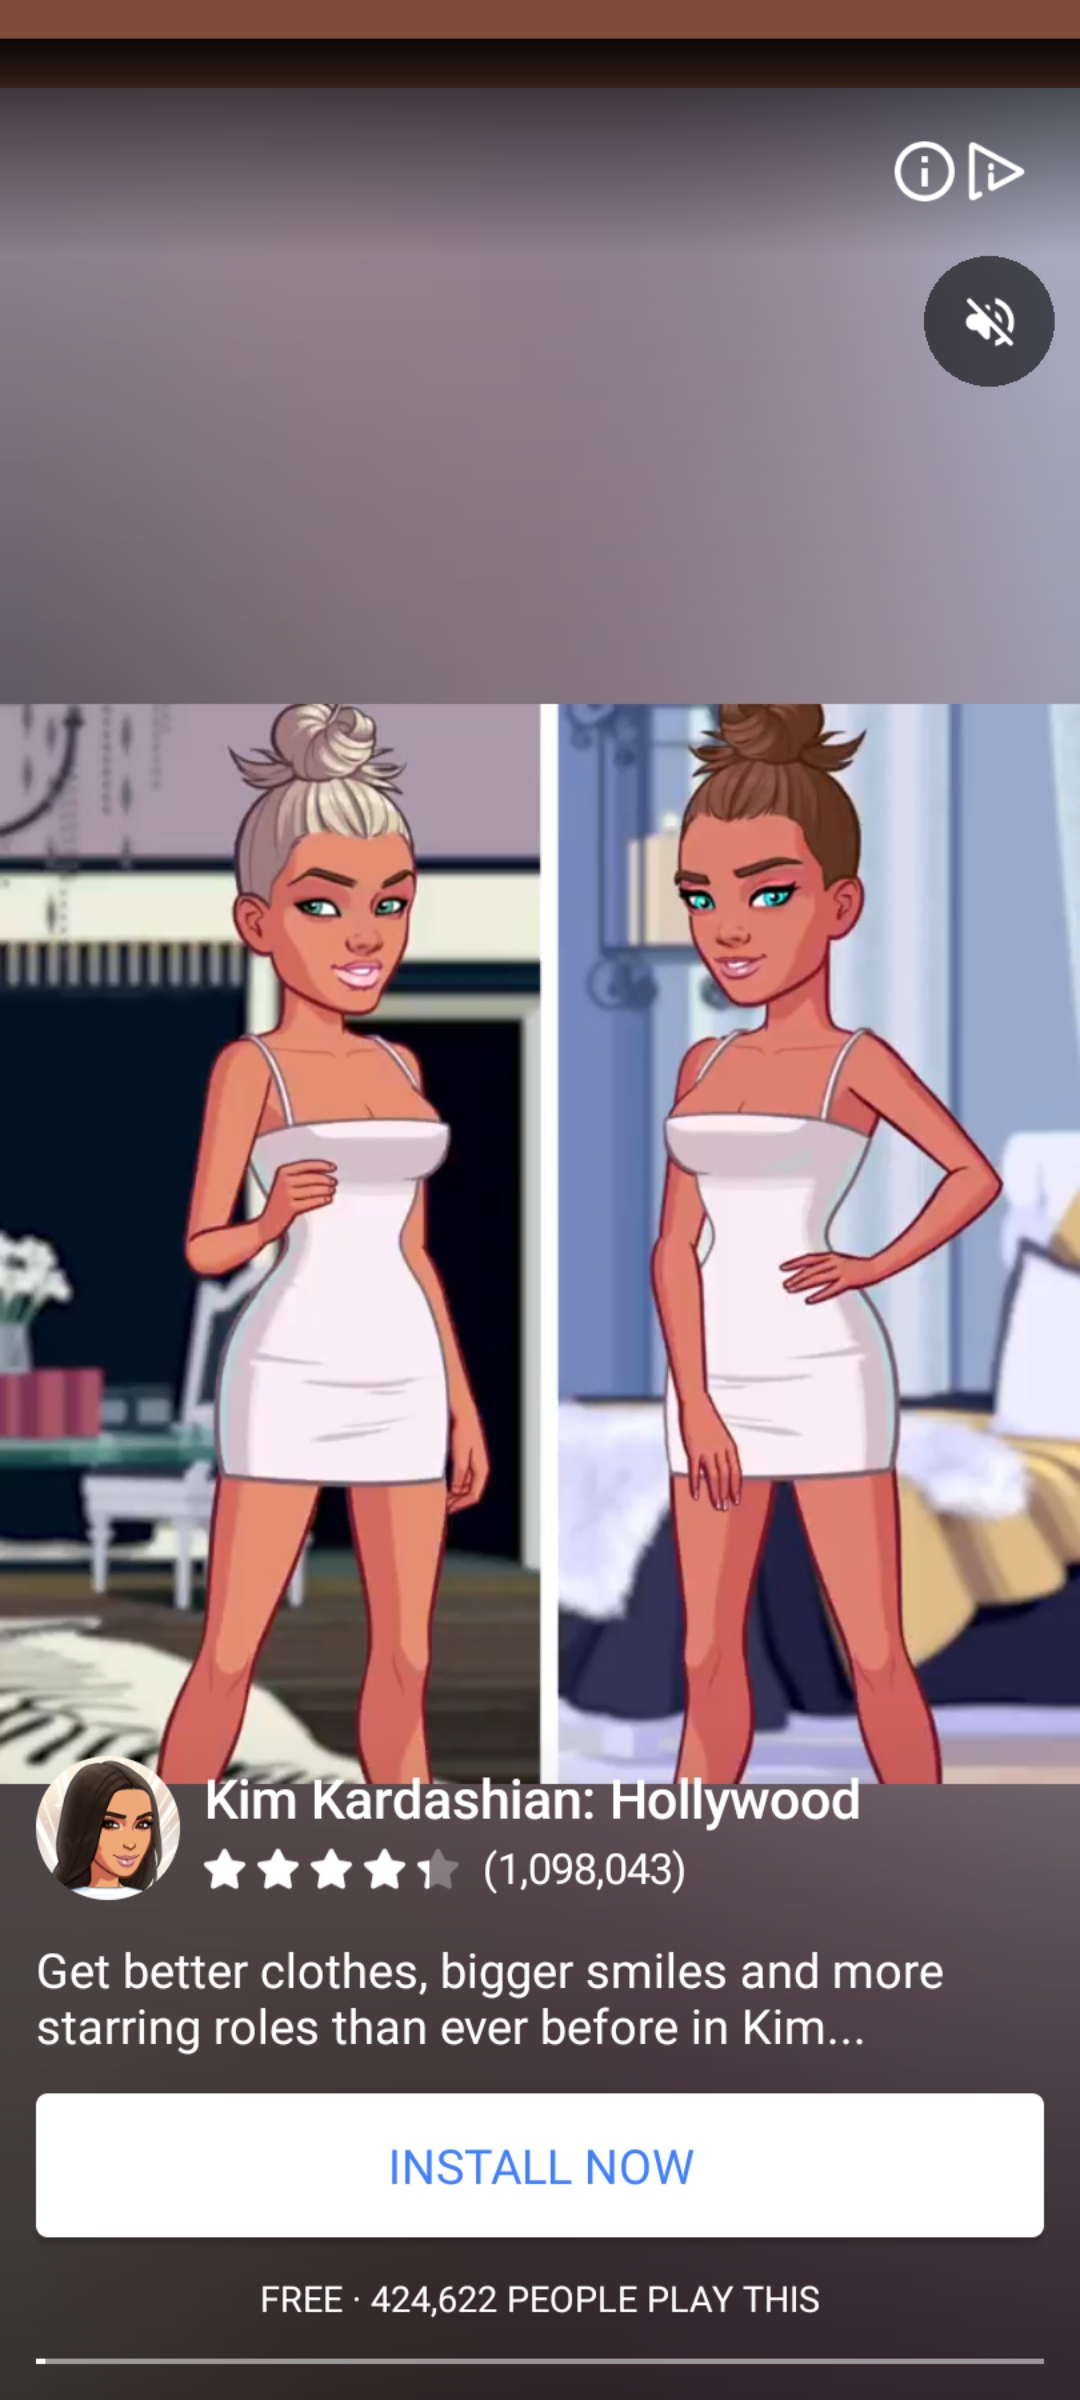 Kim Kardashian: Hollywood
(1,098,043)
Get better clothes, bigger smiles and more
starring roles than ever before in Kim...
INSTALL NOW
FREE · 424,622 PEOPLE PLAY THIS